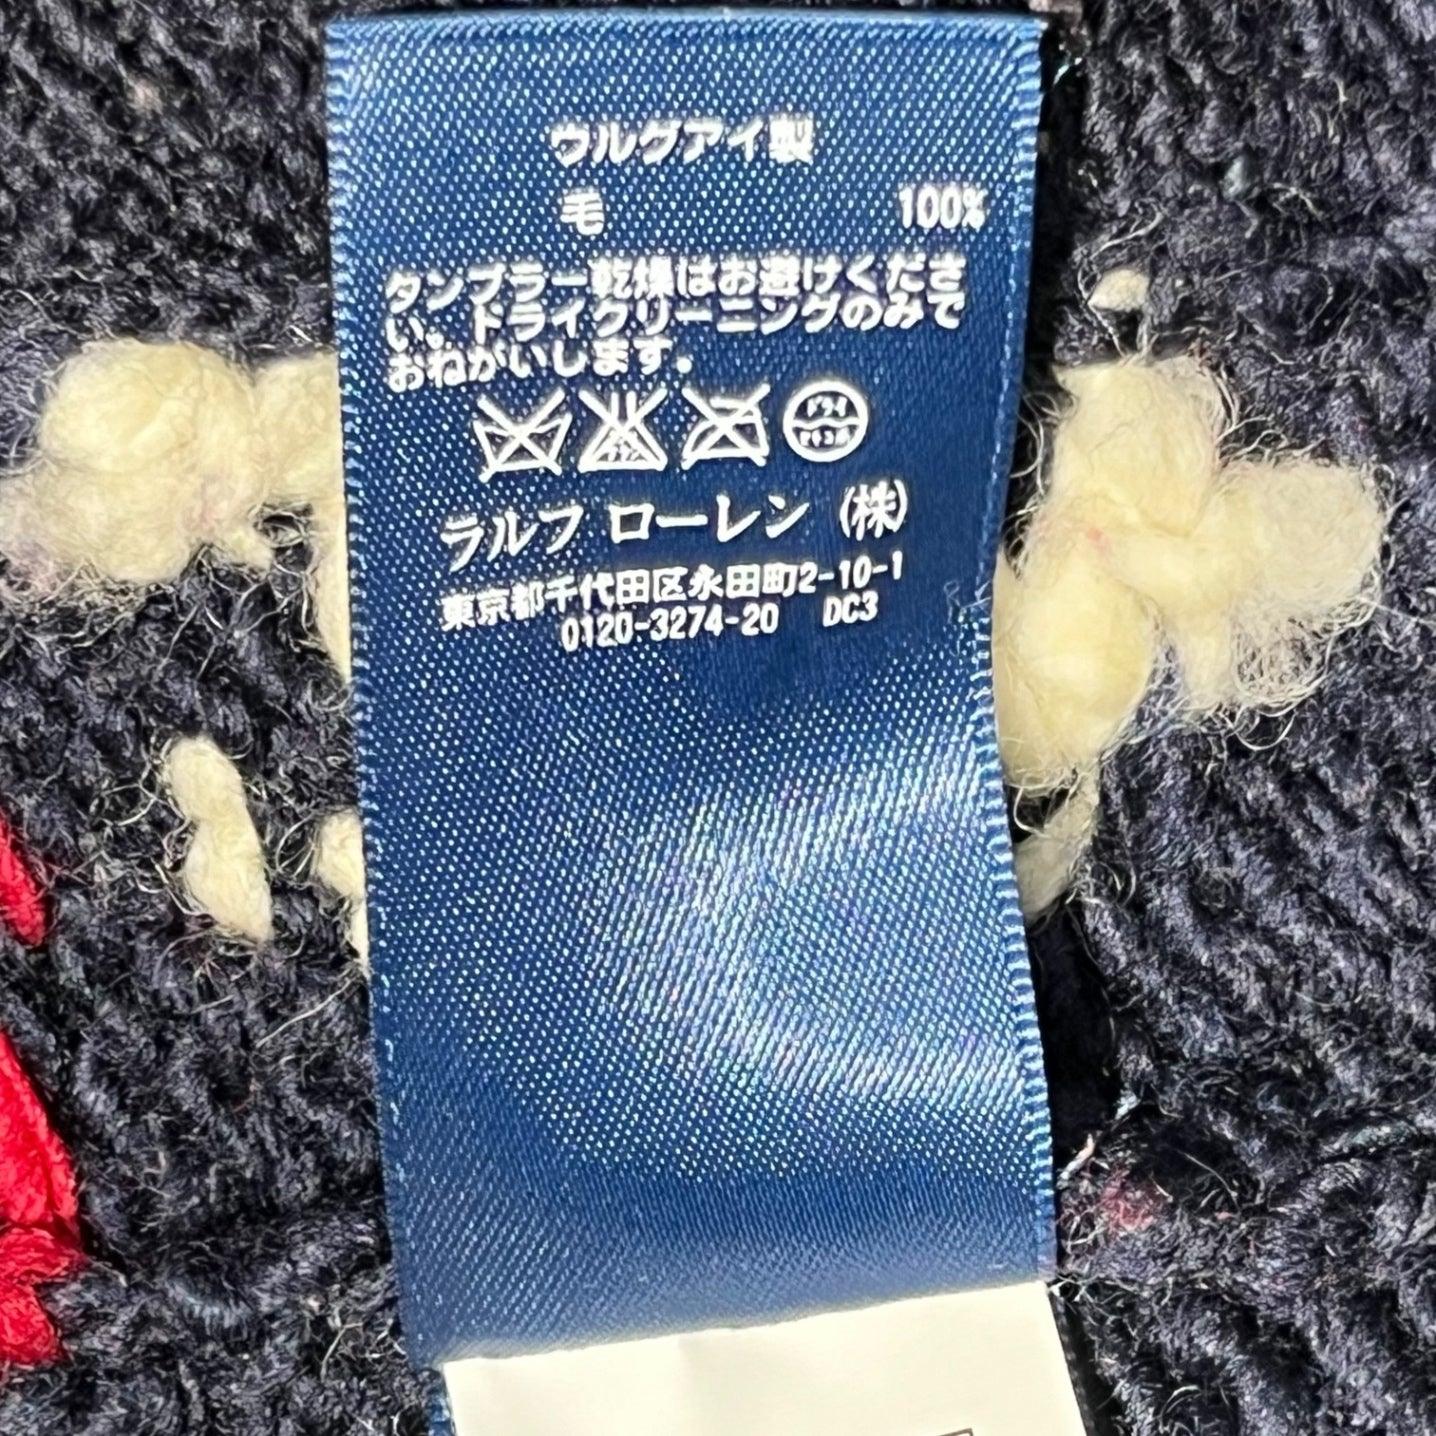 ウルグアイ製
毛 100%
タンブラー乾燥はお避けくださ
い。ドライクリーニングのみで
おねがいします。
ドライ
ラルフ ローレン (株)
東京都千代田区永田町2-10-1
0120-3274-20 DC3